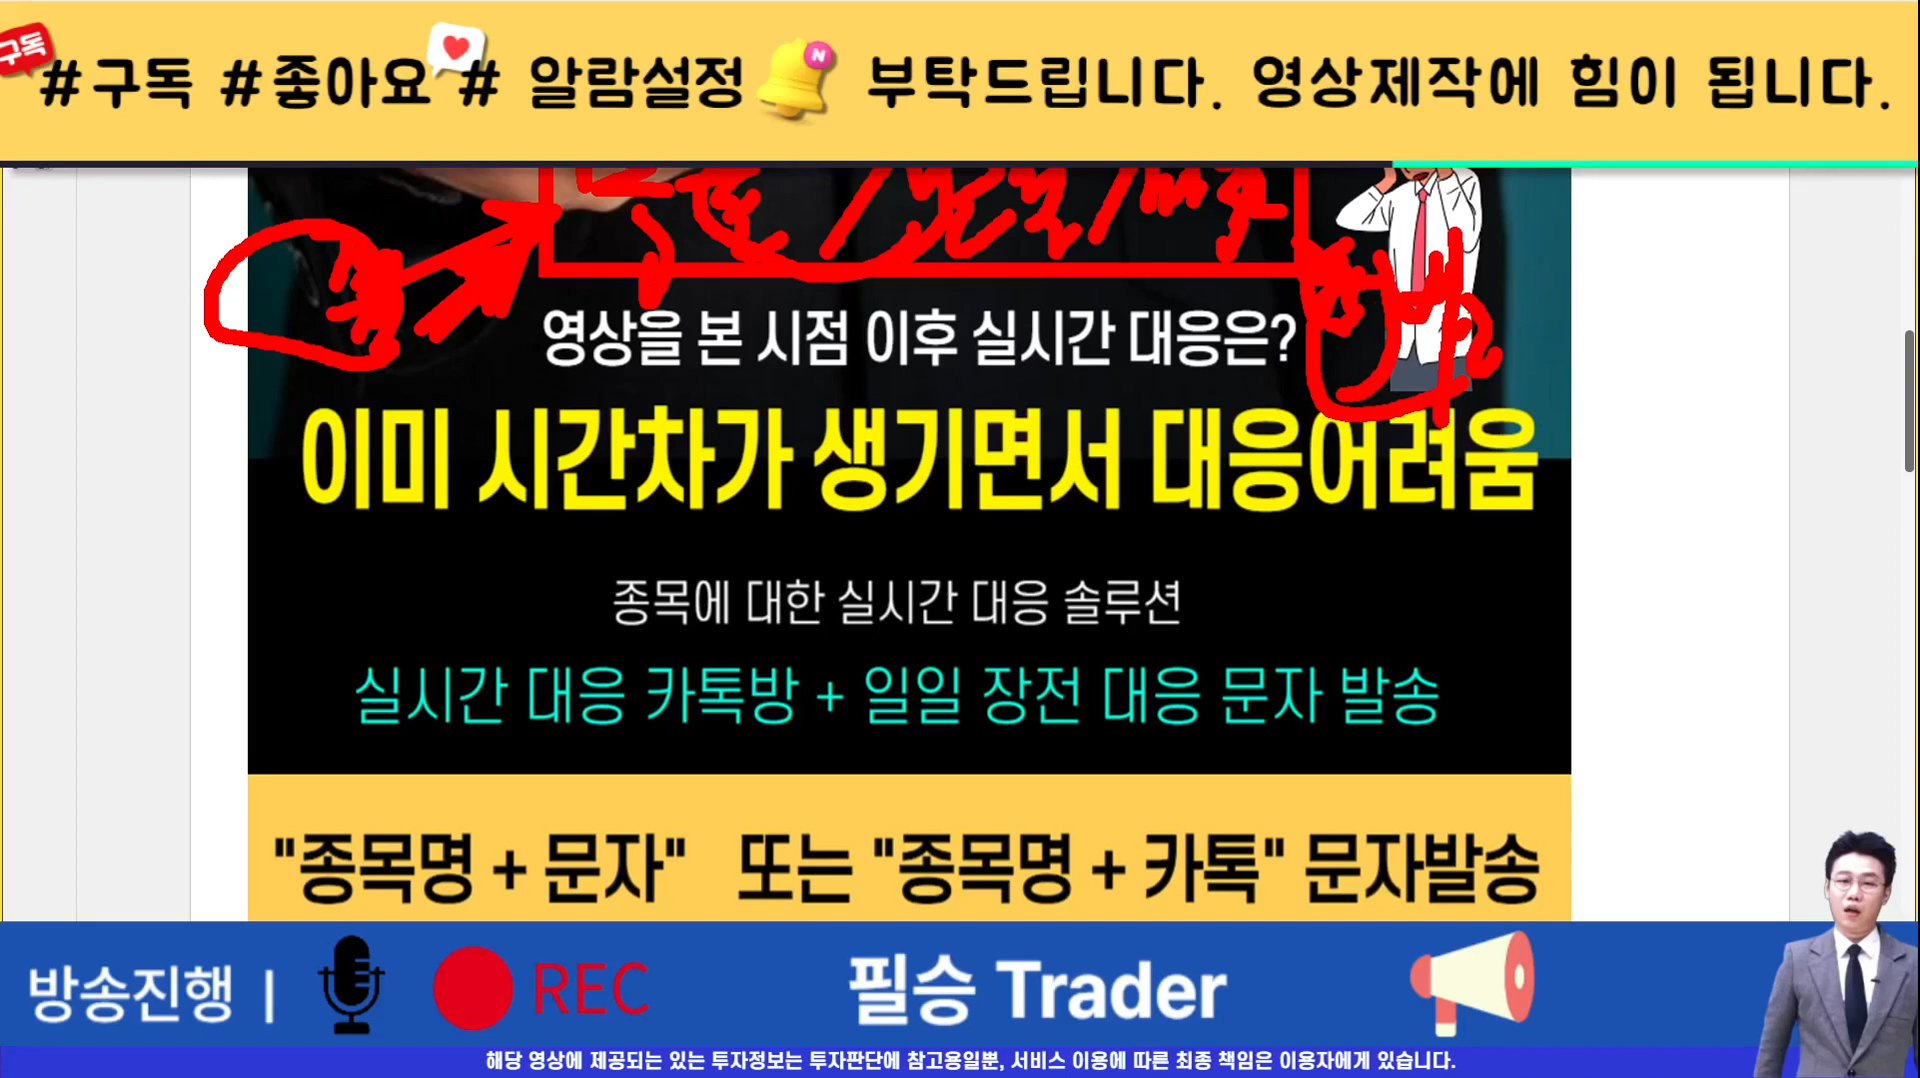 구독
#구독 #좋아요 # 알람설정 N 부탁드립니다. 영상제작에 힘이 됩니다.
영상을 본 시점 이후 실시간 대응은?
이미 시간차가 생기면서 대응어려움
종목에 대한 실시간 대응 솔루션
실시간 대응 카톡방 + 일일 장전 대응 문자 발송
"종목명 + 문자" 또는 "종목명 + 카톡" 문자발송
방송진행 | REC 필승 Trader
해당 영상에 제공되는 있는 투자정보는 투자판단에 참고용일뿐, 서비스 이용에 따른 최종 책임은 이용자에게 있습니다.